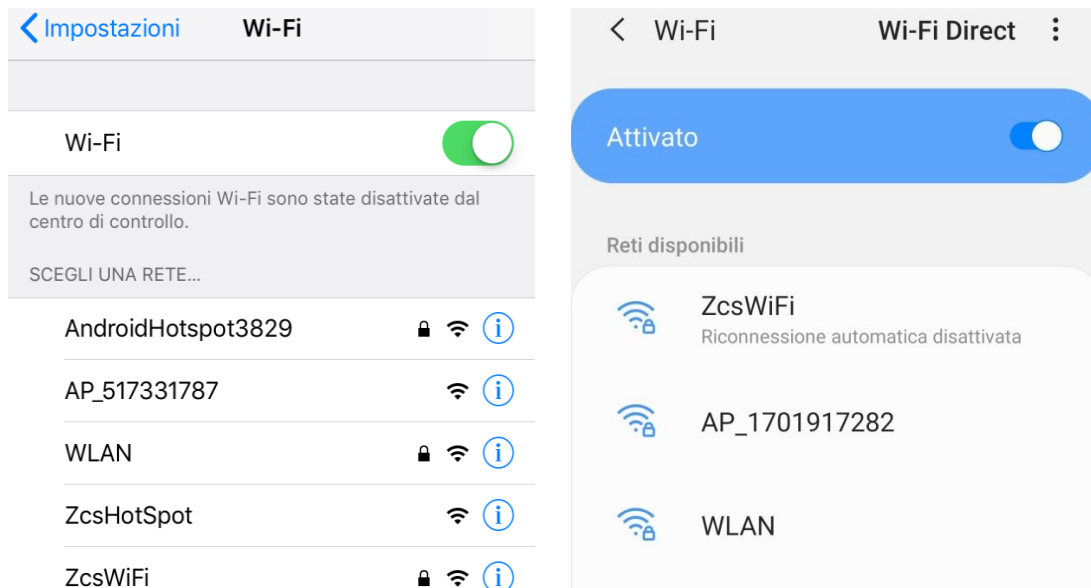 Impostazioni Wi-Fi
Wi-Fi
Le nuove connessioni Wi-Fi sono state disattivate dal
centro di controllo.
SCEGLI UNA RETE...
AndroidHotspot3829
AP_517331787
WLAN
ZcsHotSpot
ZcsWiFi
Wi-Fi Wi-Fi Direct
Attivato
Reti disponibili
ZcsWiFi
Riconnessione automatica disattivata
AP_1701917282
WLAN